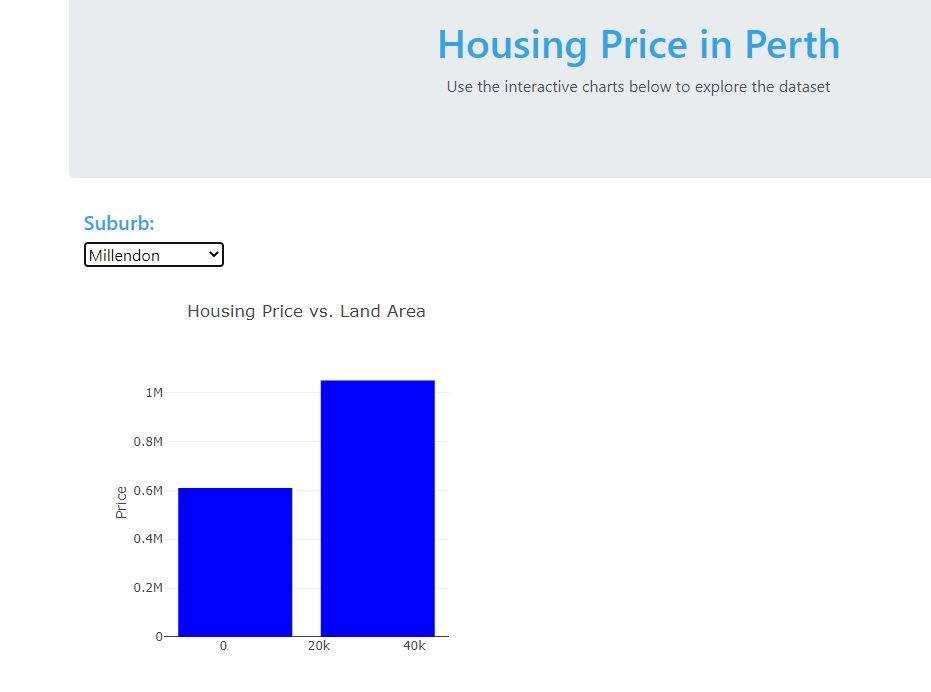 Housing Price in Perth
Use the interactive charts below to explore the dataset
Suburb:
Millendon
Housing Price vs. Land Area
1M
0.8M
0.6M
0.4M
0.2M
0
Price
0 20k 40k